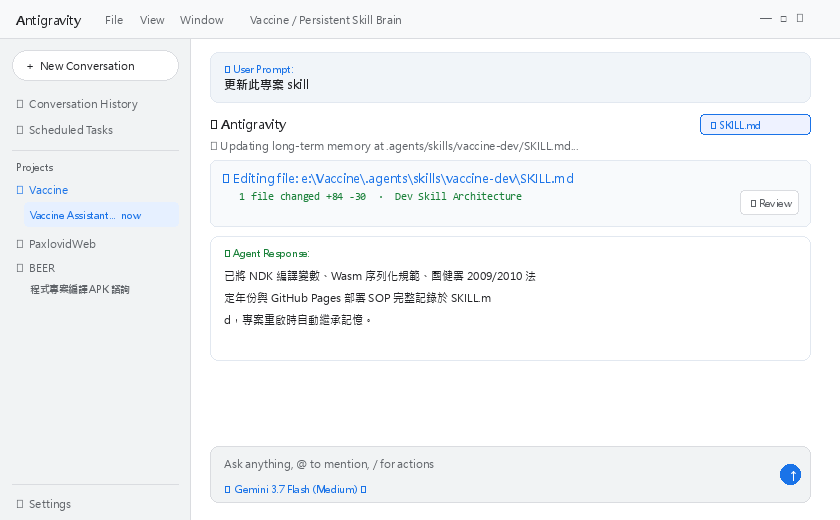 Antigravity File View Window Vaccine / Persistent Skill Brain
+ New Conversation
Conversation History
Scheduled Tasks
Projects
Vaccine
Vaccine Assistant... now
PaxlovidWeb
BEER
程式專案編譯APK 諮詢
Settings
User Prompt:
更新此專案 skill
Antigravity
SKILL.md
Updating long-term memory at .agents/skills/vaccine-dev/SKILL.md...
Editing file: e:\Vaccine\.agents\skills\vaccine-dev\SKILL.md
1 file changed +84 -30 · Dev Skill Architecture
Review
Agent Response:
已將 NDK 編譯變數、Wasm 序列化規範、國健署 2009/2010 法
定年份與 GitHub Pages 部署 SOP 完整記錄於 SKILL.m
d，專案重啟時自動繼承記憶。
Ask anything, @ to mention, / for actions
Gemini 3.7 Flash (Medium)